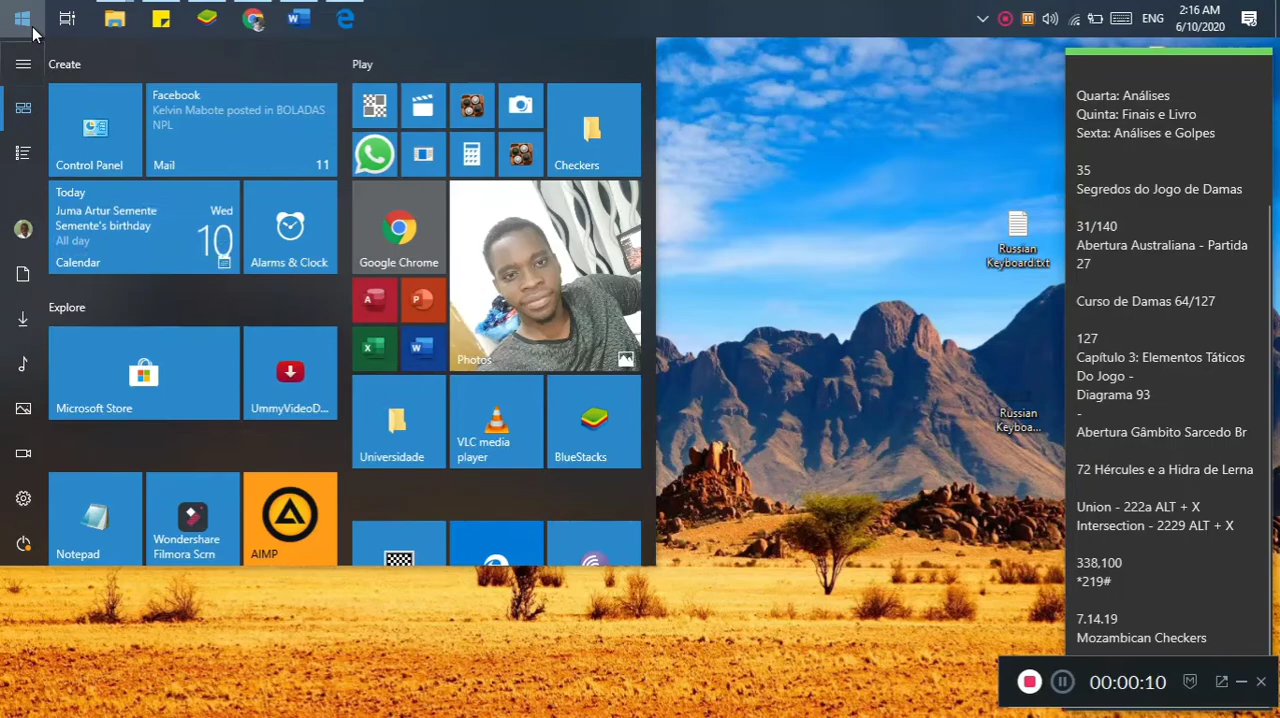 ENG
2:16 AM
6/10/2020
Create
Control Panel
Facebook
Kelvin Mabote posted in BOLADAS
NPL
Mail
11
Today
Juma Artur Semente
Semente's birthday
All day
Calendar
Wed
10
Alarms & Clock
Explore
Microsoft Store
UmmyVideoD...
Notepad
Wondershare
Filmora Scrn
AIMP
Play
Checkers
Google Chrome
Photos
Universidade
VLC media
player
BlueStacks
Russian
Keyboard.txt
Russian
Keyboa...
Quarta: Análises
Quinta: Finais e Livro
Sexta: Análises e Golpes
35
Segredos do Jogo de Damas
31/140
Abertura Australiana - Partida
27
Curso de Damas 64/127
127
Capítulo 3: Elementos Táticos
Do Jogo -
Diagrama 93
-
Abertura Gâmbito Sarcedo Br
72 Hércules e a Hidra de Lerna
Union - 222a ALT + X
Intersection - 2229 ALT + X
338,100
*219#
7.14.19
Mozambican Checkers
00:00:10